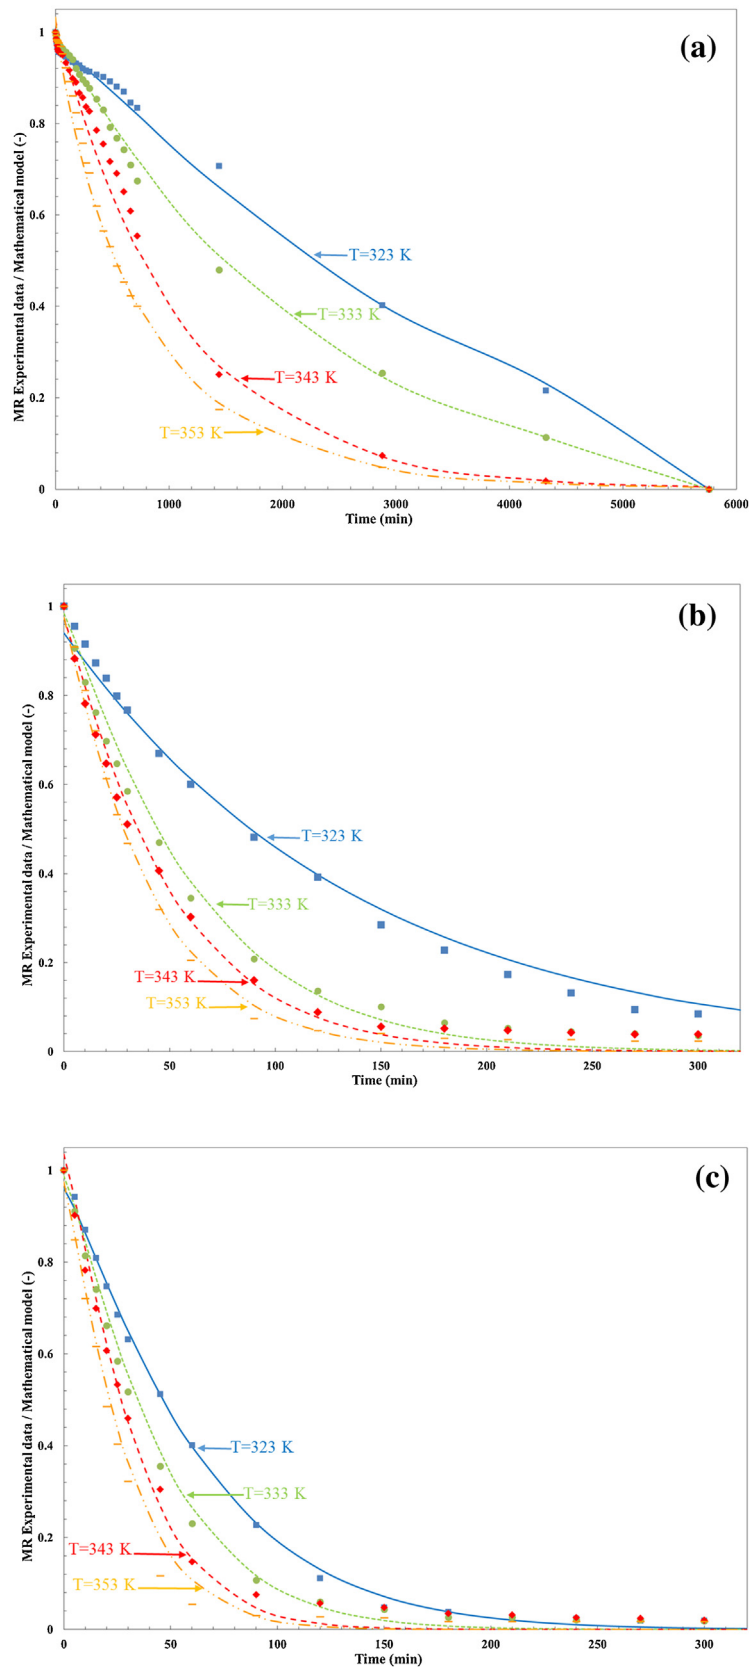 (a)
MR Experimental data / Mathematical model (-)
1
0.8
0.6
0.4
0.2
0
T=323 K
T=333 K
T=343 K
T=353 K
0 1000 2000 3000 4000 5000 6000
Time (min)
(b)
MR Experimental data / Mathematical model (-)
1
0.8
0.6
0.4
0.2
0
T=323 K
T=333 K
T=343 K
T=353 K
0 50 100 150 200 250 300
Time (min)
(c)
MR Experimental data / Mathematical model (-)
1
0.8
0.6
0.4
0.2
0
T=323 K
T=333 K
T=343 K
T=353 K
0 50 100 150 200 250 300
Time (min)